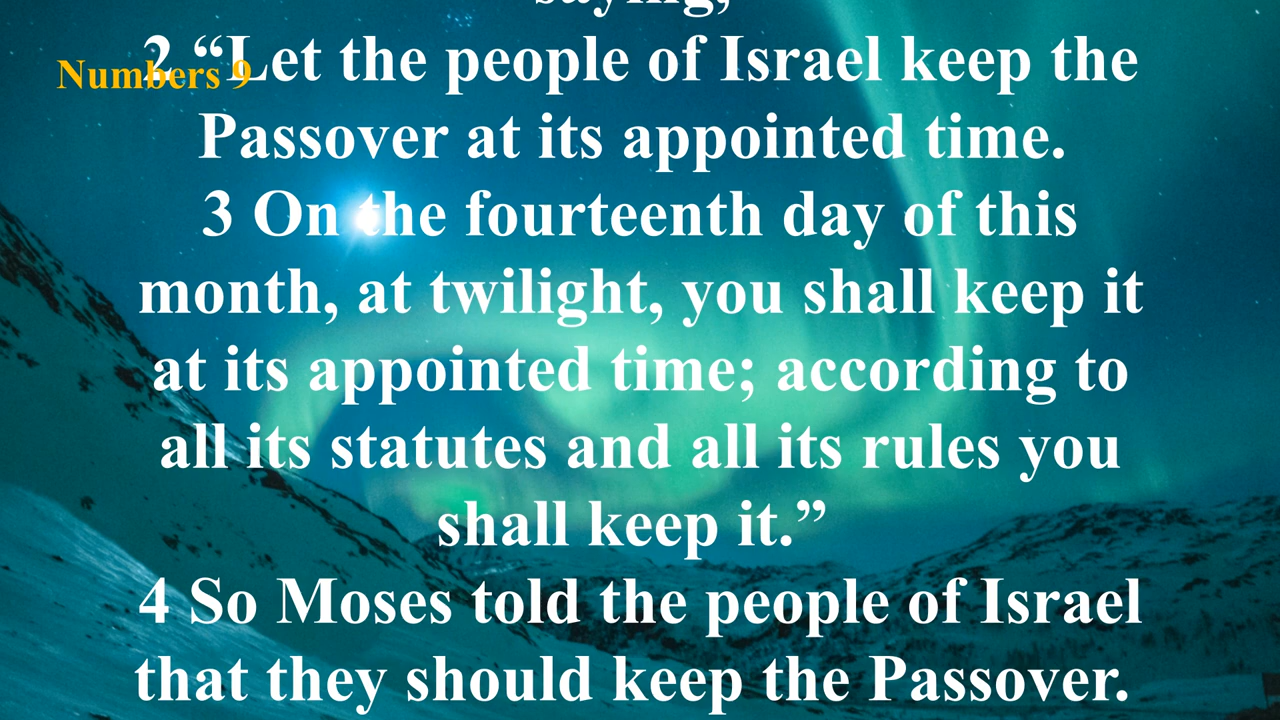 saying,
Numbers 9
2 “Let the people of Israel keep the
Passover at its appointed time.
3 On the fourteenth day of this
month, at twilight, you shall keep it
at its appointed time; according to
all its statutes and all its rules you
shall keep it.”
4 So Moses told the people of Israel
that they should keep the Passover.